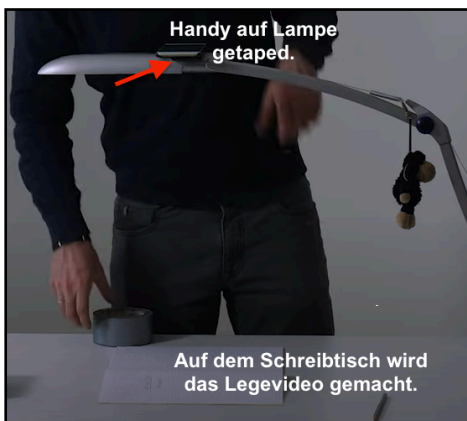 Handy auf Lampe
getaped.
Auf dem Schreibtisch wird
das Legevideo gemacht.